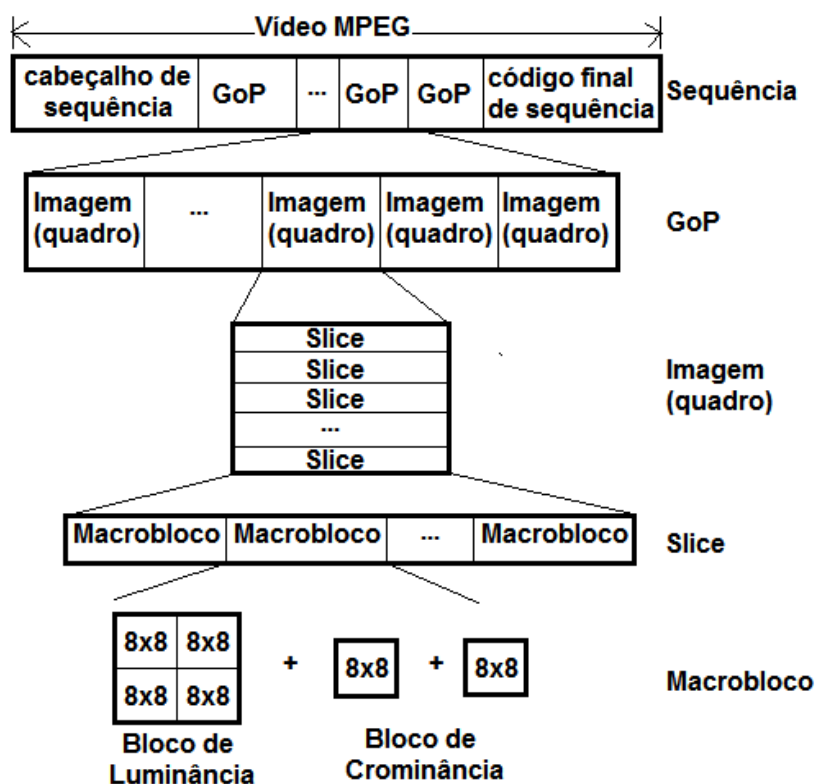 Vídeo MPEG
cabeçalho de sequência GoP ... GoP GoP código final de sequência Sequência
Imagem (quadro) ... Imagem (quadro) Imagem (quadro) Imagem (quadro) GoP
Slice
Slice
Slice
...
Slice
Imagem
(quadro)
Macrobloco Macrobloco ... Macrobloco Slice
8x8 8x8
8x8 8x8
+ 8x8 + 8x8
Macrobloco
Bloco de
Luminância
Bloco de
Crominância